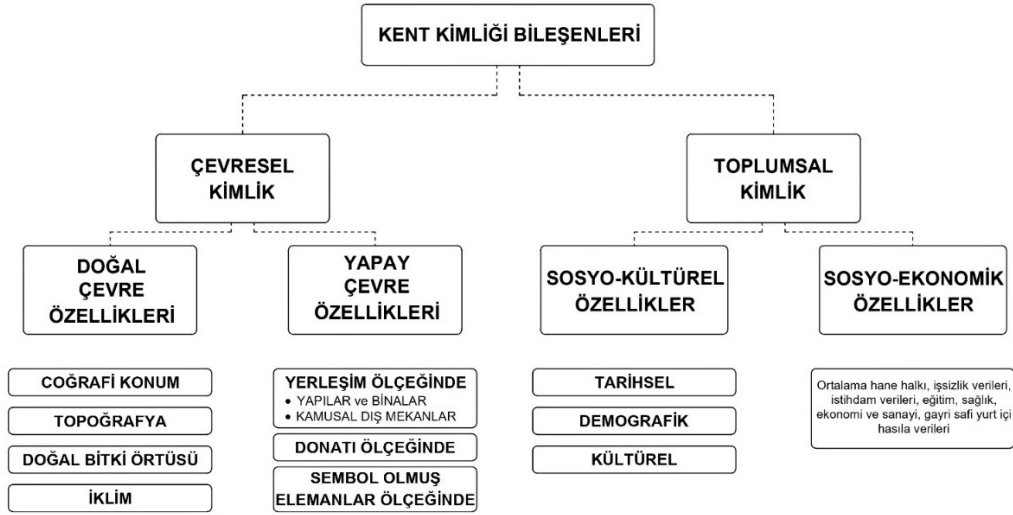 KENT KİMLİĞİ BİLEŞENLERİ
ÇEVRESEL
KİMLİK
TOPLUMSAL
KİMLİK
DOĞAL
ÇEVRE
ÖZELLİKLERİ
YAPAY
ÇEVRE
ÖZELLİKLERİ
SOSYO-KÜLTÜREL
ÖZELLİKLER
SOSYO-EKONOMİK
ÖZELLİKLER
COĞRAFİ KONUM
TOPOĞRAFYA
DOĞAL BİTKİ ÖRTÜSÜ
İKLİM
YERLEŞİM ÖLÇEĞİNDE
• YAPILAR ve BİNALAR
• KAMUSAL DIŞ MEKANLAR
DONATI ÖLÇEĞİNDE
SEMBOL OLMUŞ
ELEMANLAR ÖLÇEĞİNDE
TARİHSEL
DEMOGRAFİK
KÜLTÜREL
Ortalama hane halkı, işsizlik verileri,
istihdam verileri, eğitim, sağlık,
ekonomi ve sanayi, gayri safi yurt içi
hasıla verileri